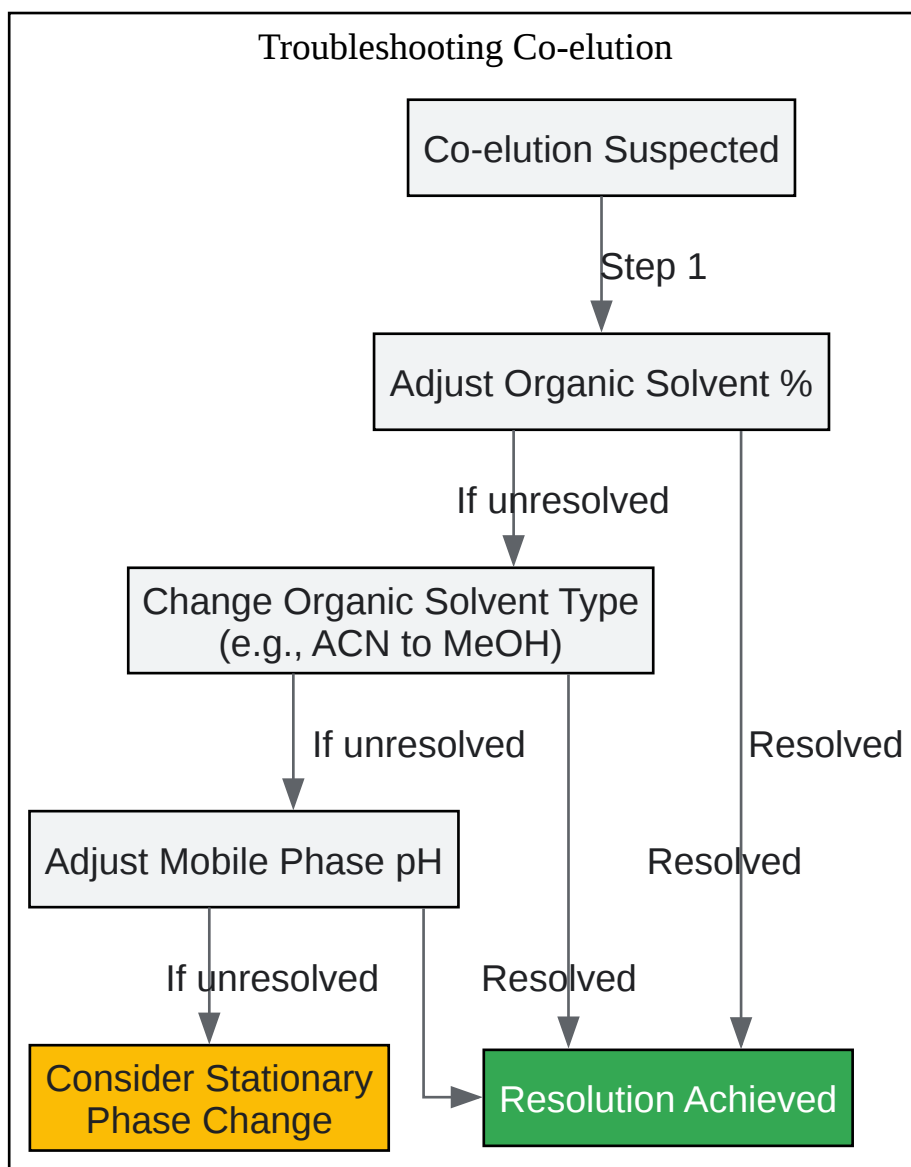 Troubleshooting Co-elution
Co-elution Suspected
Step 1
Adjust Organic Solvent %
If unresolved
Change Organic Solvent Type
(e.g., ACN to MeOH)
If unresolved
Resolved
Adjust Mobile Phase pH
Resolved
If unresolved
Resolved
Consider Stationary
Phase Change
Resolution Achieved